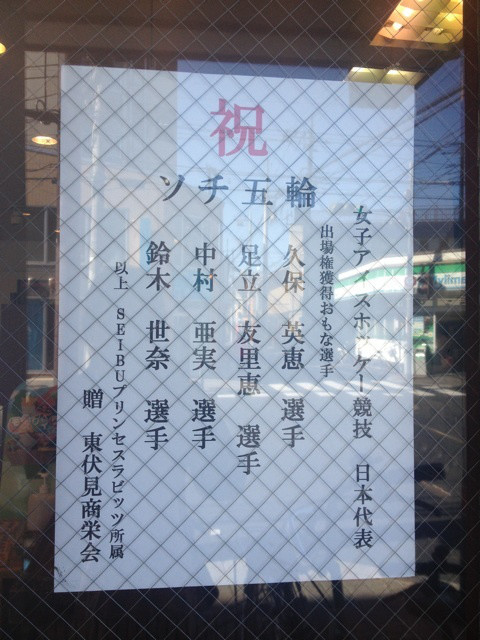 祝
ソチ五輪
女子アイスホッケー競技 日本代表
出場権獲得おもな選手
久保 英恵 選手
足立 友里恵 選手
中村 亜実 選手
鈴木 世奈 選手
以上 SEIBUプリンセスラビッツ所属
贈 東伏見商栄会